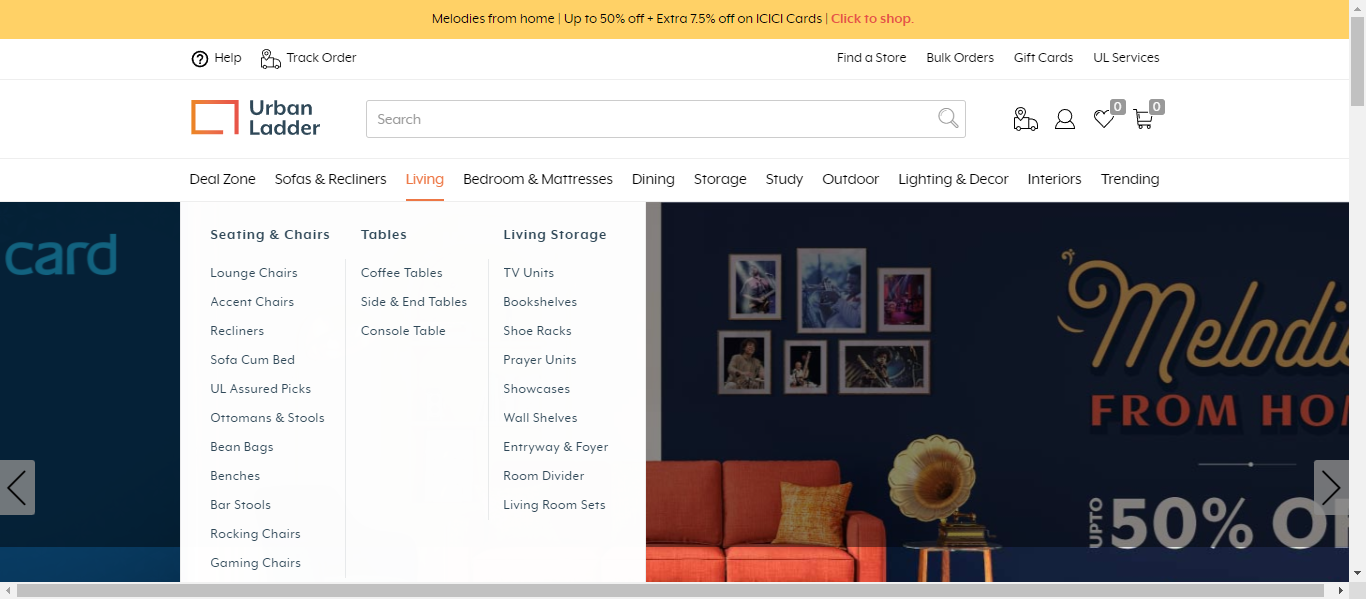 Melodies from home | Up to 50% off + Extra 7.5% off on ICICI Cards | Click to shop.
Help
Track Order
Find a Store
Bulk Orders
Gift Cards
UL Services
Urban
Ladder
Search
0
0
Deal Zone
Sofas & Recliners
Living
Bedroom & Mattresses
Dining
Storage
Study
Outdoor
Lighting & Decor
Interiors
Trending
card
Seating & Chairs
Lounge Chairs
Accent Chairs
Recliners
Sofa Cum Bed
UL Assured Picks
Ottomans & Stools
Bean Bags
Benches
Bar Stools
Rocking Chairs
Gaming Chairs
Tables
Coffee Tables
Side & End Tables
Console Table
Living Storage
TV Units
Bookshelves
Shoe Racks
Prayer Units
Showcases
Wall Shelves
Entryway & Foyer
Room Divider
Living Room Sets
Melodi
FROM HO
UPTO
50% O